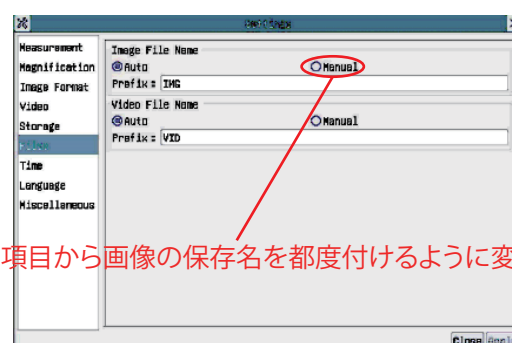 Settings
Measurement
Magnification
Image Format
Video
Storage
Files
Time
Language
Miscellaneous
Image File Name
Auto
Manual
Prefix: IMG
Video File Name
Auto
Manual
Prefix: VID
項目から画像の保存名を都度付けるように変
Close